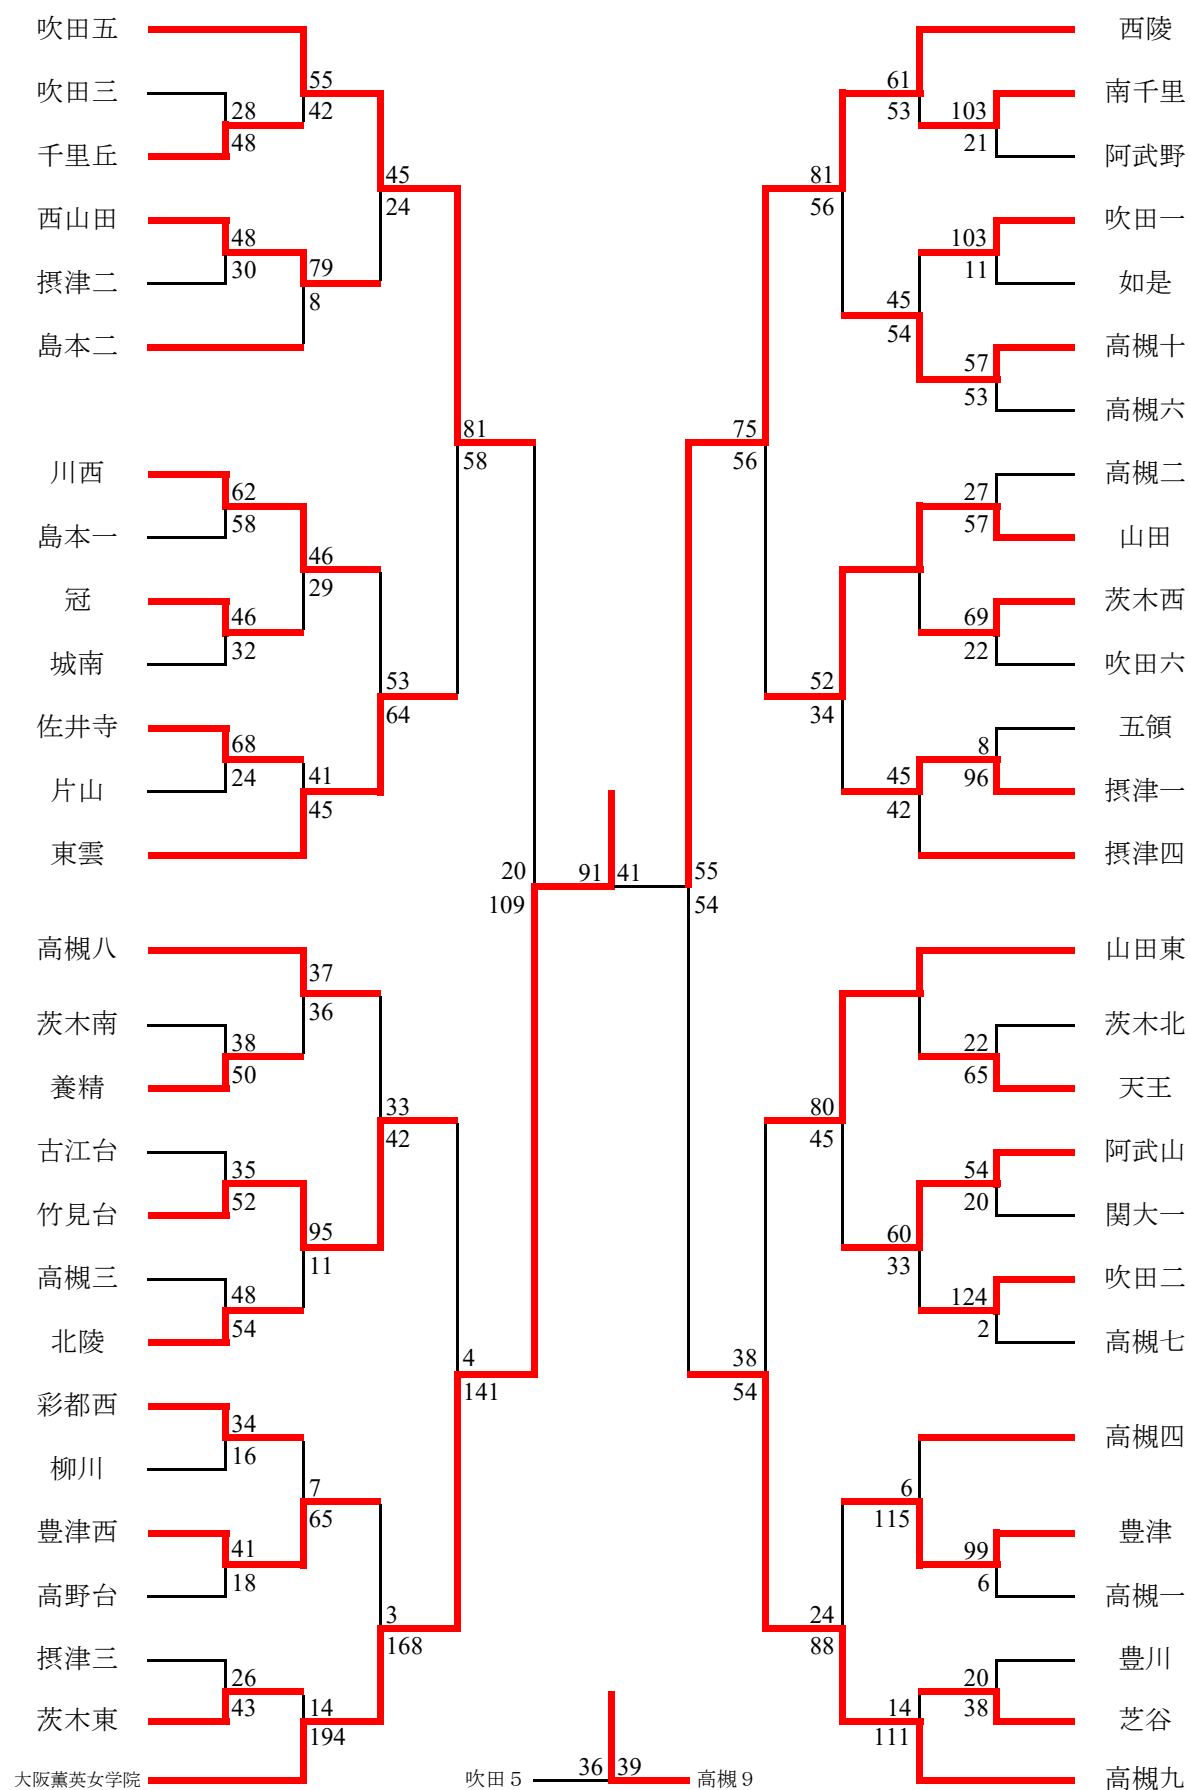 吹田五
吹田三
千里丘
西山田
摂津二
島本二
川西
島本一
冠
城南
佐井寺
片山
東雲
高槻八
茨木南
養精
古江台
竹見台
高槻三
北陵
彩都西
柳川
豊津西
高野台
摂津三
茨木東
大阪薫英女学院
28
48
48
30
62
58
46
32
68
24
38
50
35
52
48
54
34
16
41
18
26
43
55
42
79
8
46
29
41
45
37
36
95
11
7
65
14
194
45
24
53
64
33
42
3
168
81
58
4
141
20
109
91 41
55
54
75
56
38
54
81
56
52
34
80
45
24
88
61
53
45
54
45
42
60
33
6
115
14
111
103
21
103
11
57
53
27
57
69
22
8
96
22
65
54
20
124
2
99
6
20
38
西陵
南千里
阿武野
吹田一
如是
高槻十
高槻六
高槻二
山田
茨木西
吹田六
五領
摂津一
摂津四
山田東
茨木北
天王
阿武山
関大一
吹田二
高槻七
高槻四
豊津
高槻一
豊川
芝谷
高槻九
吹田５ 36 39 高槻９